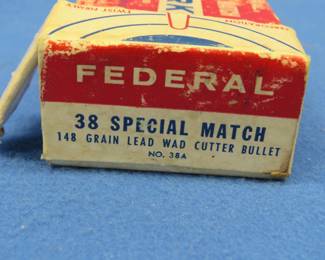 FEDERAL
38 SPECIAL MATCH
148 GRAIN LEAD WAD CUTTER BULLET
NO. 38A